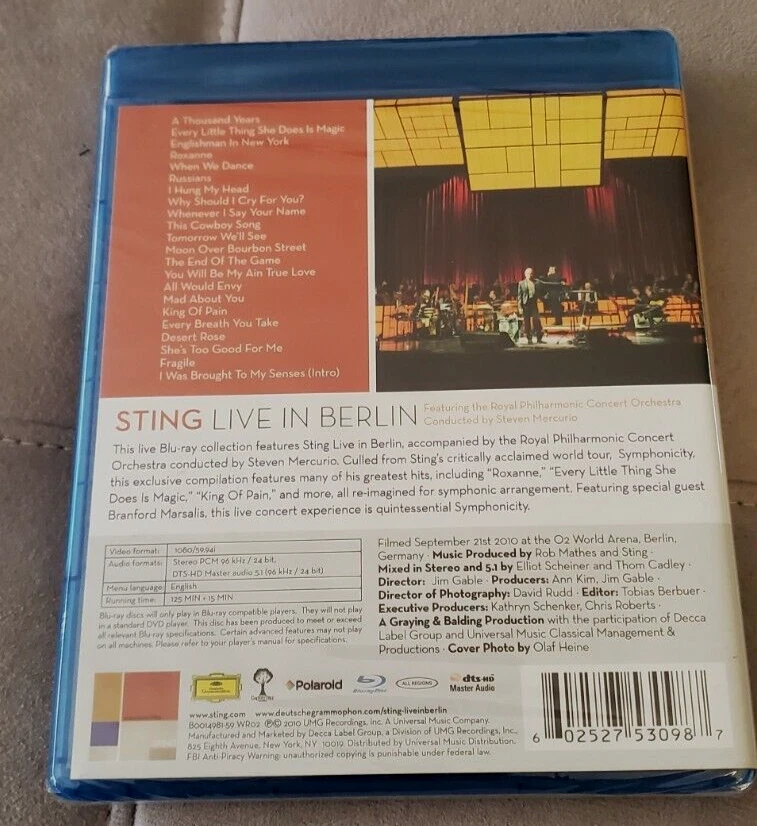 A Thousand Years
Every Little Thing She Does Is Magic
Englishman In New York
Roxanne
When We Dance
Russians
I Hung My Head
Why Should I Cry For You?
Whenever I Say Your Name
This Cowboy Song
Tomorrow We'll See
Moon Over Bourbon Street
The End Of The Game
You Will Be My Ain True Love
All Would Envy
Mad About You
King Of Pain
Every Breath You Take
Desert Rose
She's Too Good For Me
Fragile
I Was Brought To My Senses (Intro)
STING LIVE IN BERLIN
Featuring the Royal Philharmonic Concert Orchestra
Conducted by Steven Mercurio
This live Blu-ray collection features Sting Live in Berlin, accompanied by the Royal Philharmonic Concert
Orchestra conducted by Steven Mercurio. Culled from Sting's critically acclaimed world tour, Symphonicity,
this exclusive compilation features many of his greatest hits, including "Roxanne," "Every Little Thing She
Does Is Magic," "King Of Pain," and more, all re-imagined for symphonic arrangement. Featuring special guest
Branford Marsalis, this live concert experience is quintessential Symphonicity.
Video format: 1080/59.94i
Audio formats: Stereo PCM 96 kHz / 24 bit,
DTS-HD Master audio 5.1 (96 kHz / 24 bit)
Menu language: English
Running time: 125 MIN + 15 MIN
Blu-ray discs will only play in Blu-ray compatible players. They will not play
in a standard DVD player. This disc has been produced to meet or exceed
all relevant Blu-ray specifications. Certain advanced features may not play
on all machines. Please refer to your player's manual for specifications.
Filmed September 21st 2010 at the O2 World Arena, Berlin,
Germany · Music Produced by Rob Mathes and Sting ·
Mixed in Stereo and 5.1 by Elliot Scheiner and Thom Cadley ·
Director: Jim Gable · Producers: Ann Kim, Jim Gable ·
Director of Photography: David Rudd · Editor: Tobias Berbuer ·
Executive Producers: Kathryn Schenker, Chris Roberts ·
A Graying & Balding Production with the participation of Decca
Label Group and Universal Music Classical Management &
Productions · Cover Photo by Olaf Heine
Polaroid
Blu-ray Disc
ALL REGIONS
dts-HD
Master Audio
www.sting.com www.deutschegrammophon.com/sting-liveinberlin
B0014981-59 WR02 ℗© 2010 UMG Recordings, Inc. A Universal Music Company.
Manufactured and Marketed by Decca Label Group, a Division of UMG Recordings, Inc.,
825 Eighth Avenue, New York, NY 10019. Distributed by Universal Music Distribution.
FBI Anti-Piracy Warning: unauthorized copying is punishable under federal law.
6 02527 53098 7